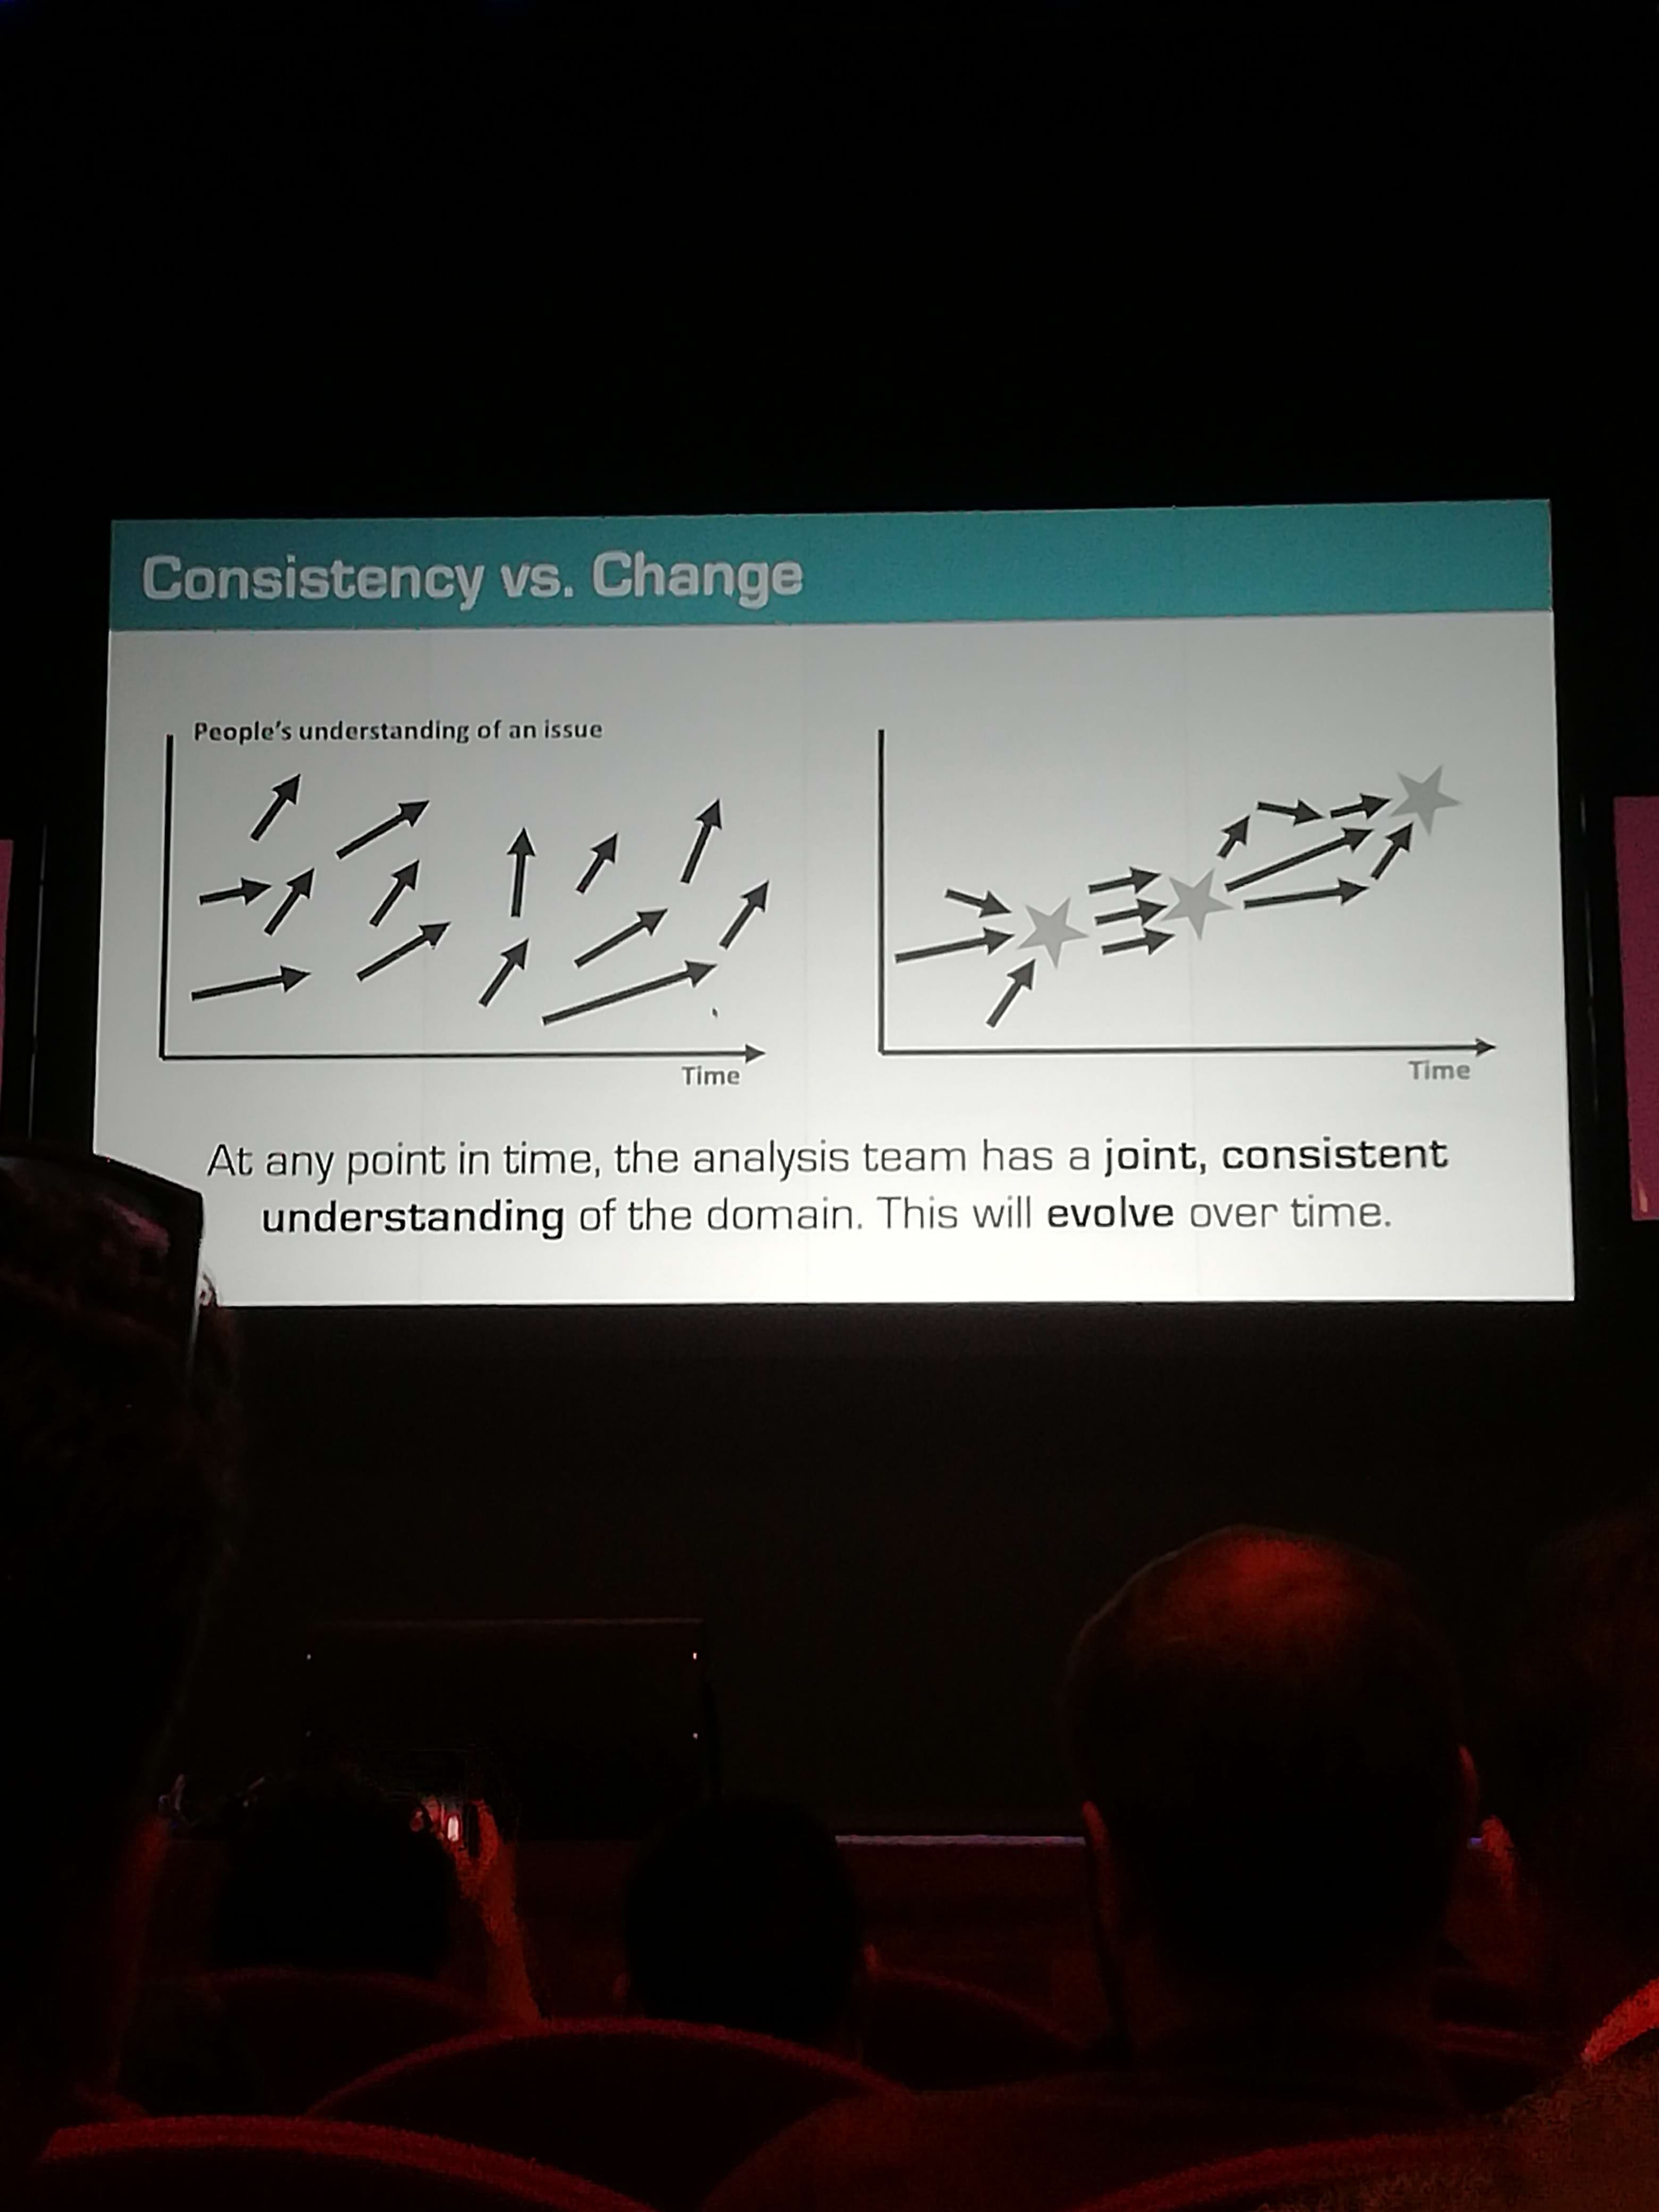 Consistency vs. Change
People's understanding of an issue
Time
Time
At any point in time, the analysis team has a joint, consistent
understanding of the domain. This will evolve over time.